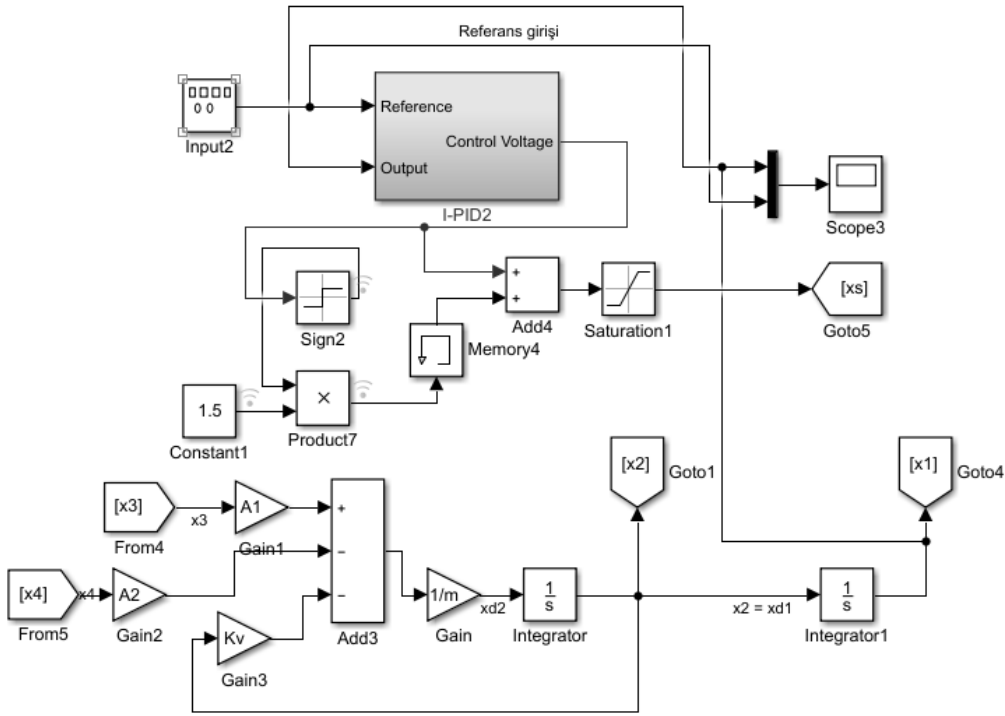 Referans girişi
Input2
Reference
Control Voltage
Output
I-PID2
Scope3
+
+
Add4
Saturation1
[xs]
Goto5
Sign2
Memory4
1.5
Constant1
×
Product7
[x2]
Goto1
[x1]
Goto4
[x3]
From4
x3
A1
Gain1
+
−
−
Add3
[x4]
From5
x4
A2
Gain2
Kv
Gain3
1/m
Gain
xd2
1
s
Integrator
x2 = xd1
1
s
Integrator1